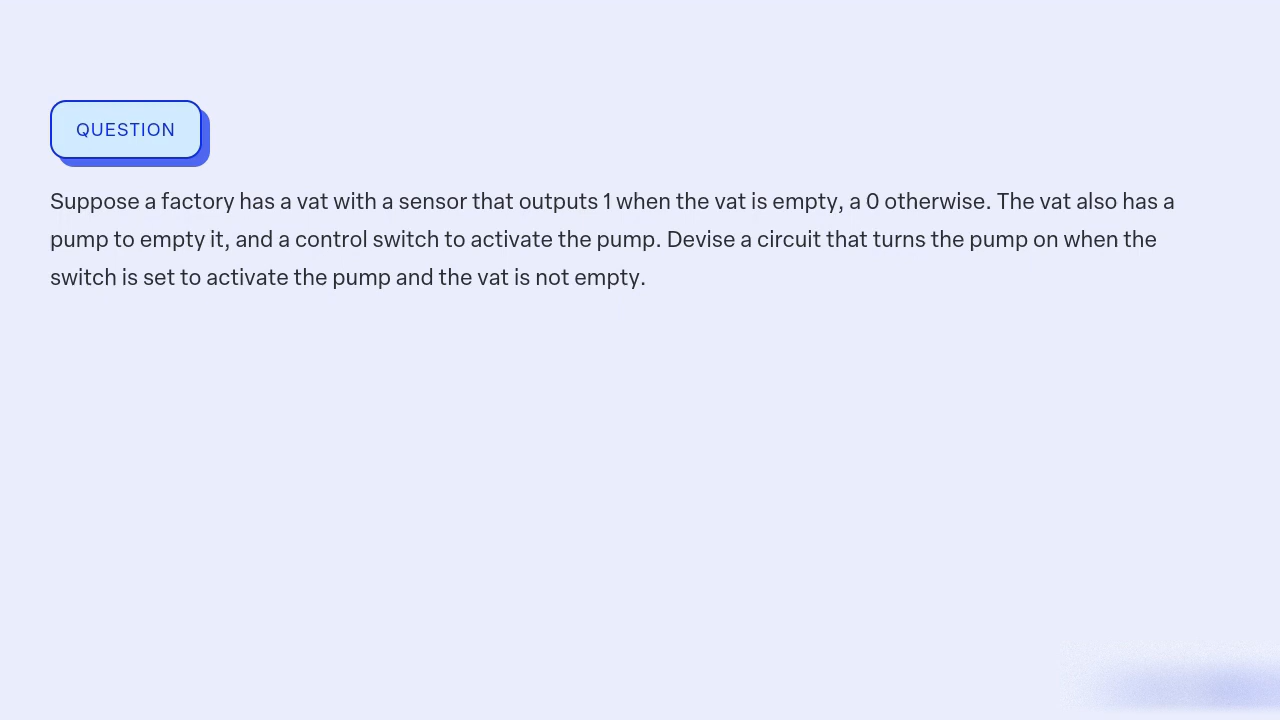 QUESTION
Suppose a factory has a vat with a sensor that outputs 1 when the vat is empty, a 0 otherwise. The vat also has a
pump to empty it, and a control switch to activate the pump. Devise a circuit that turns the pump on when the
switch is set to activate the pump and the vat is not empty.